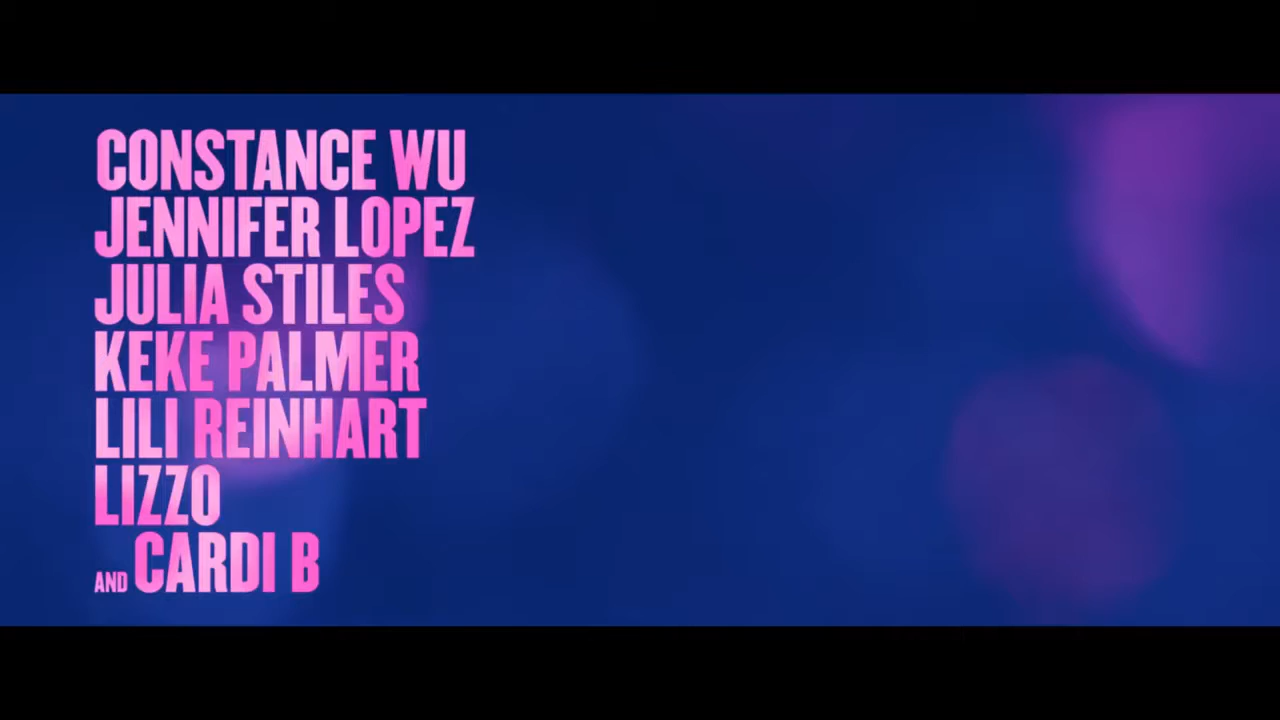 CONSTANCE WU
JENNIFER LOPEZ
JULIA STILES
KEKE PALMER
LILI REINHART
LIZZO
AND CARDI B